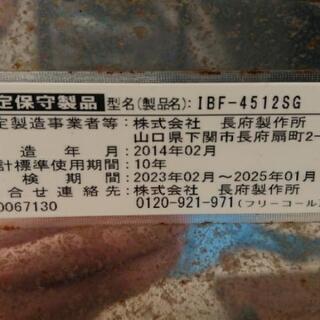 定保守製品 型名(製品名): IBF-4512SG
定製造事業者等: 株式会社 長府製作所
山口県下関市長府扇町2-
造年月: 2014年02月
計標準使用期間: 10年
検期間: 2023年02月～2025年01月
合せ連絡先: 株式会社 長府製作所
0067130 0120-921-971(フリーコール